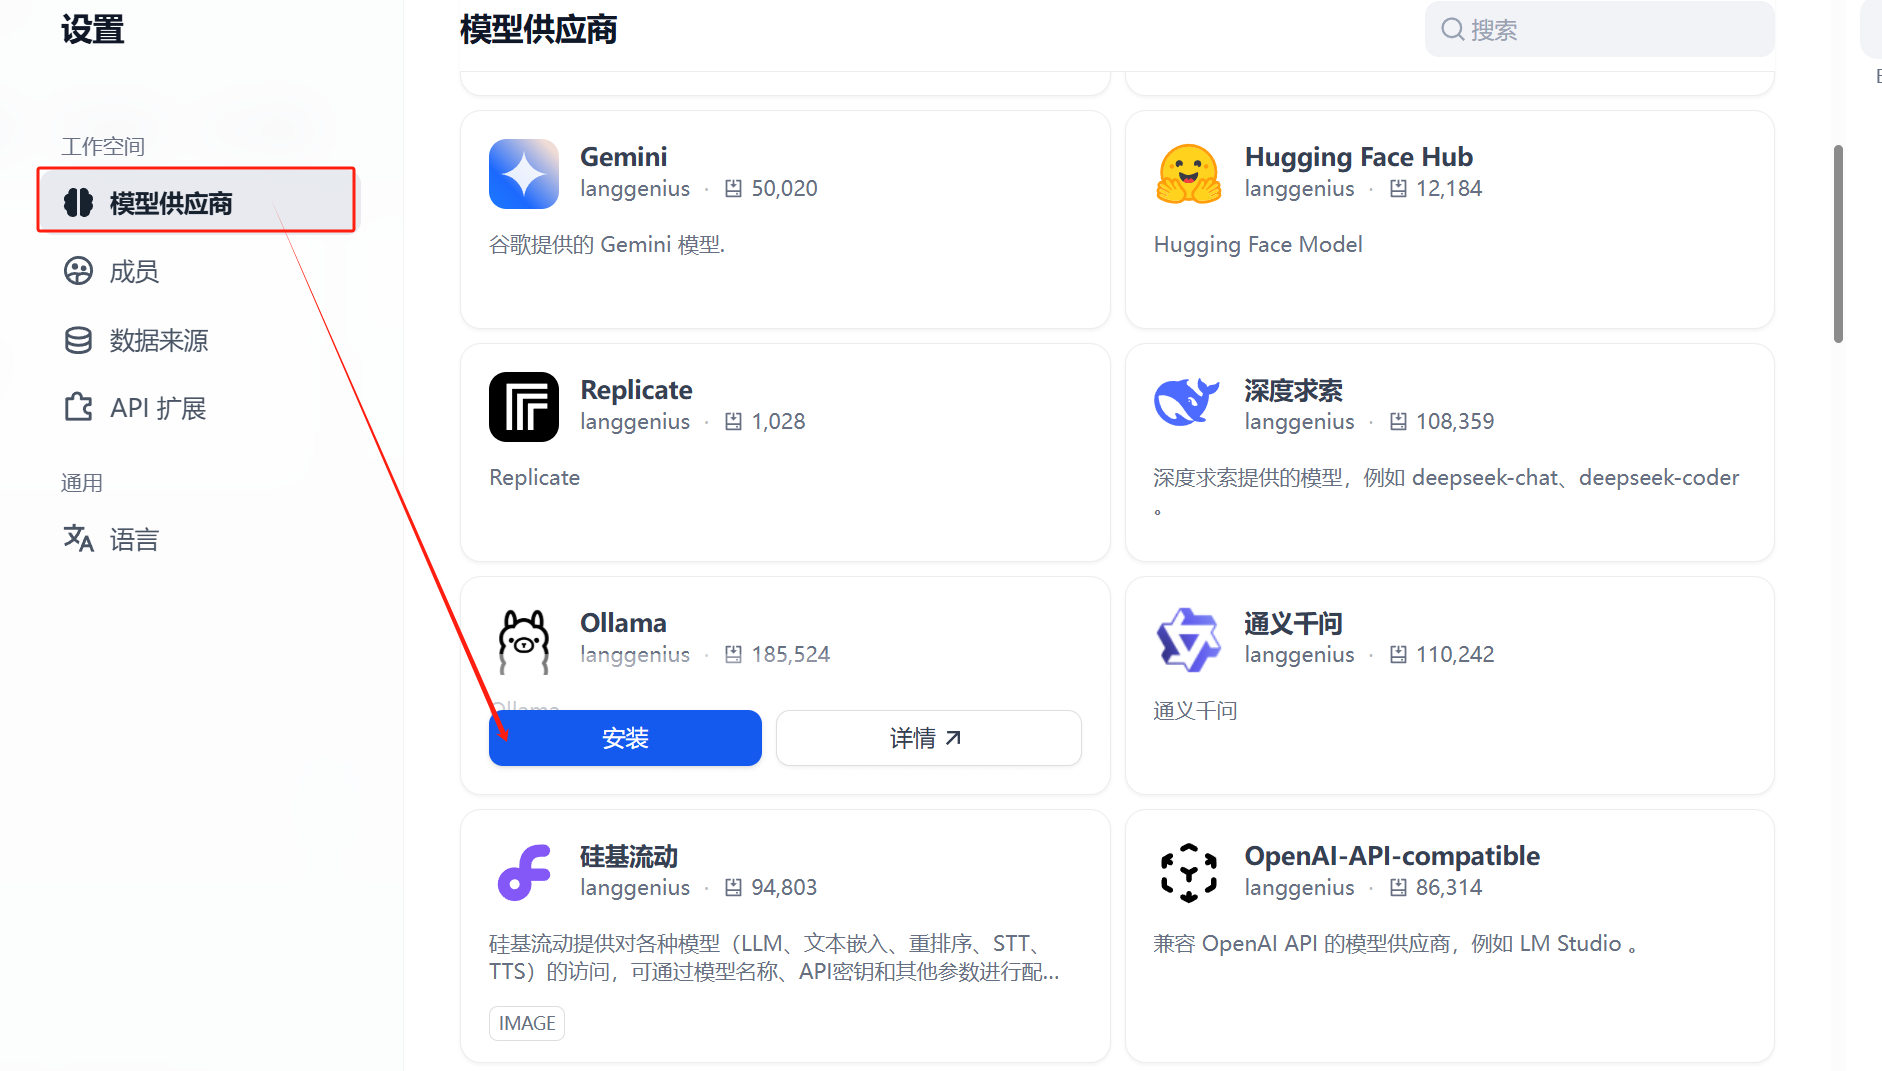 设置
工作空间
模型供应商
成员
数据来源
API 扩展
通用
语言
模型供应商
搜索
Gemini
langgenius · 50,020
谷歌提供的 Gemini 模型.
Hugging Face Hub
langgenius · 12,184
Hugging Face Model
Replicate
langgenius · 1,028
Replicate
深度求索
langgenius · 108,359
深度求索提供的模型，例如 deepseek-chat、deepseek-coder
。
Ollama
langgenius · 185,524
Ollama
安装
详情
通义千问
langgenius · 110,242
通义千问
硅基流动
langgenius · 94,803
硅基流动提供对各种模型（LLM、文本嵌入、重排序、STT、
TTS）的访问，可通过模型名称、API密钥和其他参数进行配...
IMAGE
OpenAI-API-compatible
langgenius · 86,314
兼容 OpenAI API 的模型供应商，例如 LM Studio 。